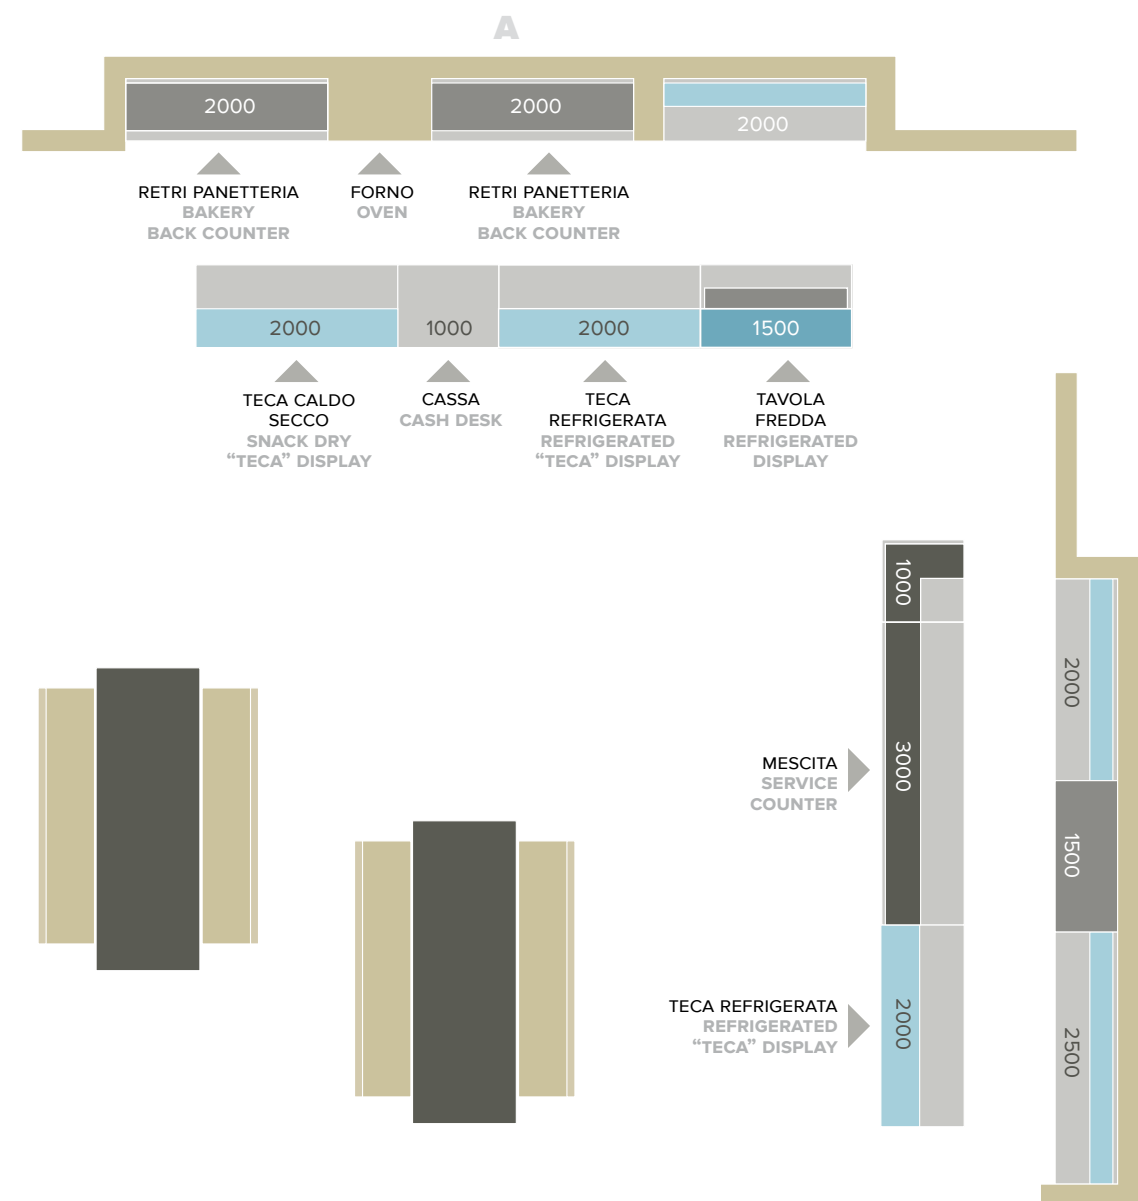 A
2000
2000
2000
RETRI PANETTERIA
BAKERY
BACK COUNTER
FORNO
OVEN
RETRI PANETTERIA
BAKERY
BACK COUNTER
2000
1000
2000
1500
TECA CALDO
SECCO
SNACK DRY
“TECA” DISPLAY
CASSA
CASH DESK
TECA
REFRIGERATA
REFRIGERATED
“TECA” DISPLAY
TAVOLA
FREDDA
REFRIGERATED
DISPLAY
1000
3000
2000
MESCITA
SERVICE
COUNTER
TECA REFRIGERATA
REFRIGERATED
“TECA” DISPLAY
2000
1500
2500